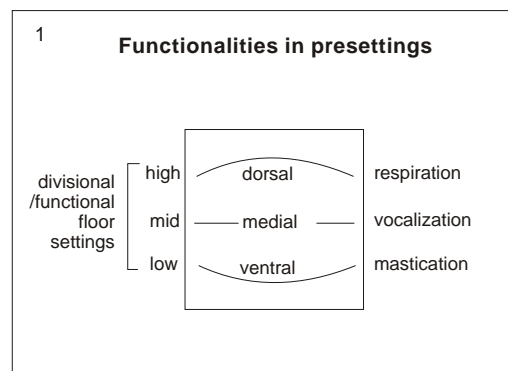 1
Functionalities in presettings
divisional
/functional
floor
settings
high dorsal respiration
mid medial vocalization
low ventral mastication